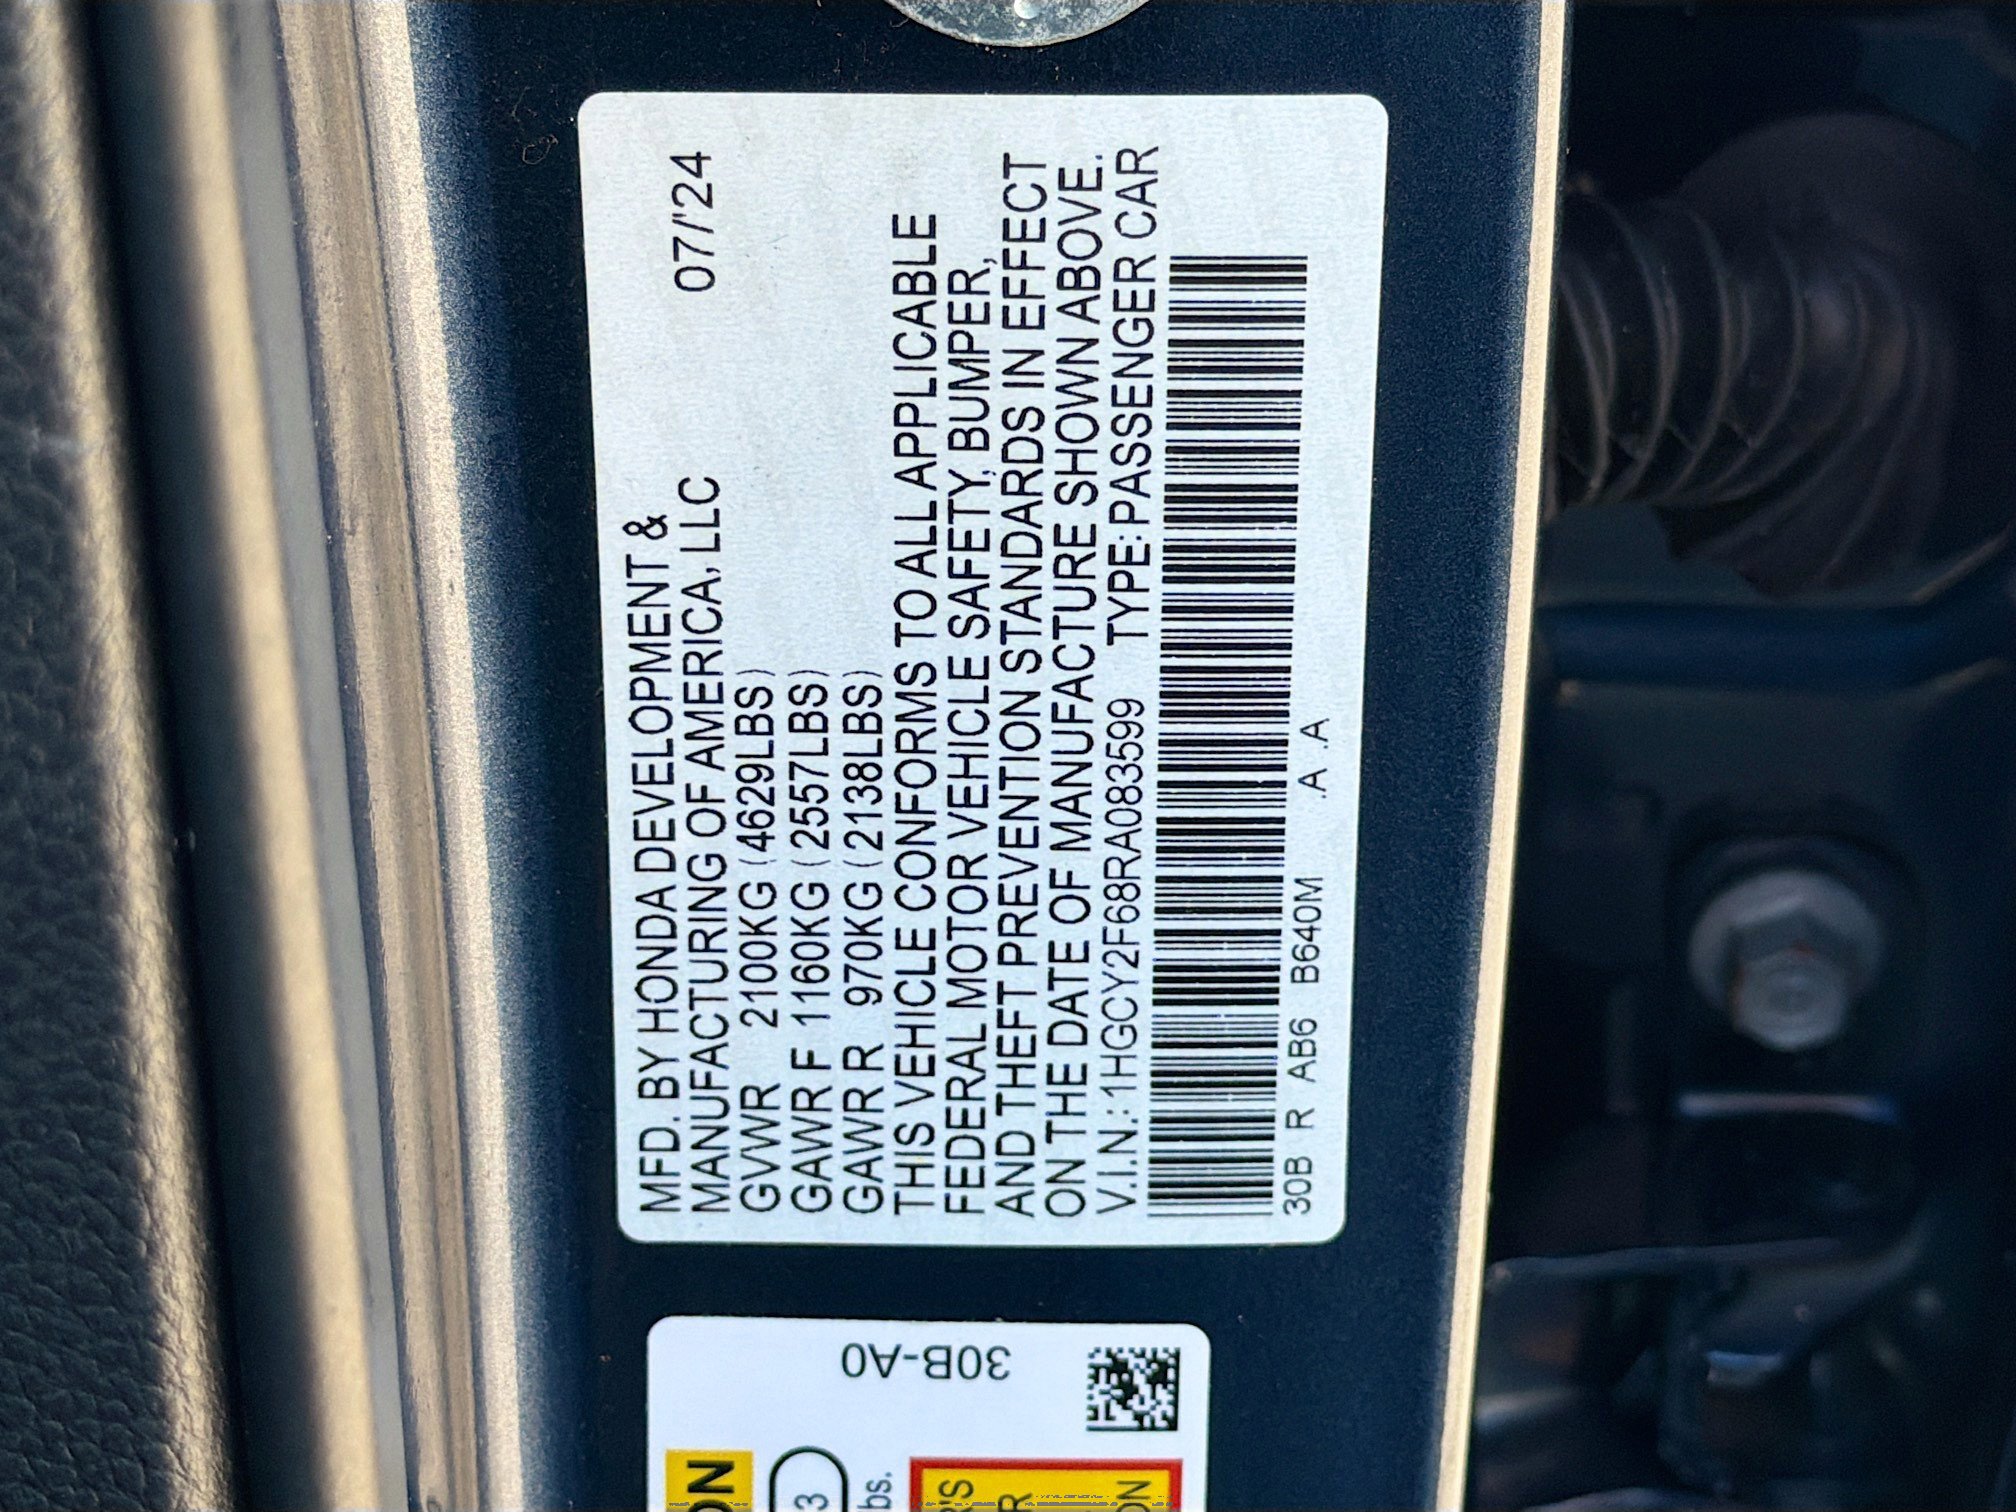 MFD. BY HONDA DEVELOPMENT &
MANUFACTURING OF AMERICA, LLC 07/'24
GVWR 2100KG (4629LBS)
GAWR F 1160KG (2557LBS)
GAWR R 970KG (2138LBS)
THIS VEHICLE CONFORMS TO ALL APPLICABLE
FEDERAL MOTOR VEHICLE SAFETY, BUMPER,
AND THEFT PREVENTION STANDARDS IN EFFECT
ON THE DATE OF MANUFACTURE SHOWN ABOVE.
V.I.N.: 1HGCY2F68RA083599 TYPE: PASSENGER CAR
30B R AB6 B640M .A .A
30B-A0